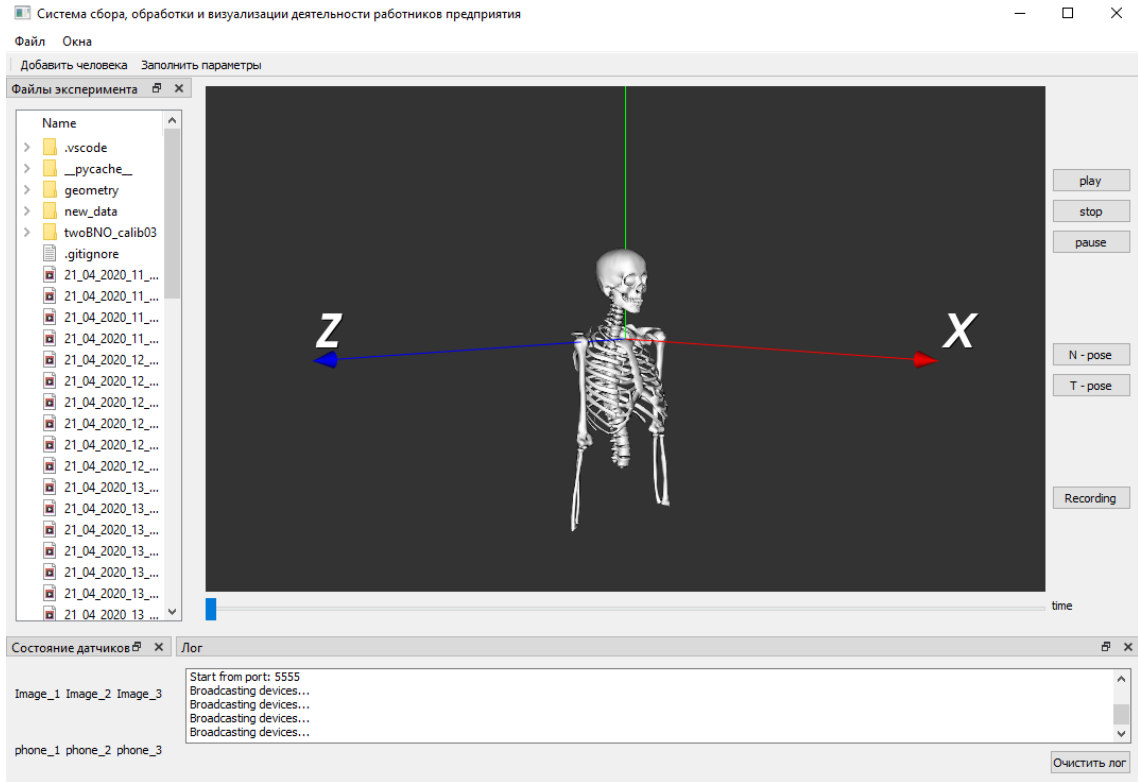 Система сбора, обработки и визуализации деятельности работников предприятия
Файл Окна
Добавить человека Заполнить параметры
Файлы эксперимента
Name
.vscode
__pycache__
geometry
new_data
twoBNO_calib03
.gitignore
21_04_2020_11_...
21_04_2020_11_...
21_04_2020_11_...
21_04_2020_11_...
21_04_2020_12_...
21_04_2020_12_...
21_04_2020_12_...
21_04_2020_12_...
21_04_2020_12_...
21_04_2020_12_...
21_04_2020_13_...
21_04_2020_13_...
21_04_2020_13_...
21_04_2020_13_...
21_04_2020_13_...
21_04_2020_13_...
21_04_2020_13_...
Z
X
play
stop
pause
N - pose
T - pose
Recording
time
Состояние датчиков
Image_1 Image_2 Image_3
phone_1 phone_2 phone_3
Лог
Start from port: 5555
Broadcasting devices...
Broadcasting devices...
Broadcasting devices...
Broadcasting devices...
Очистить лог